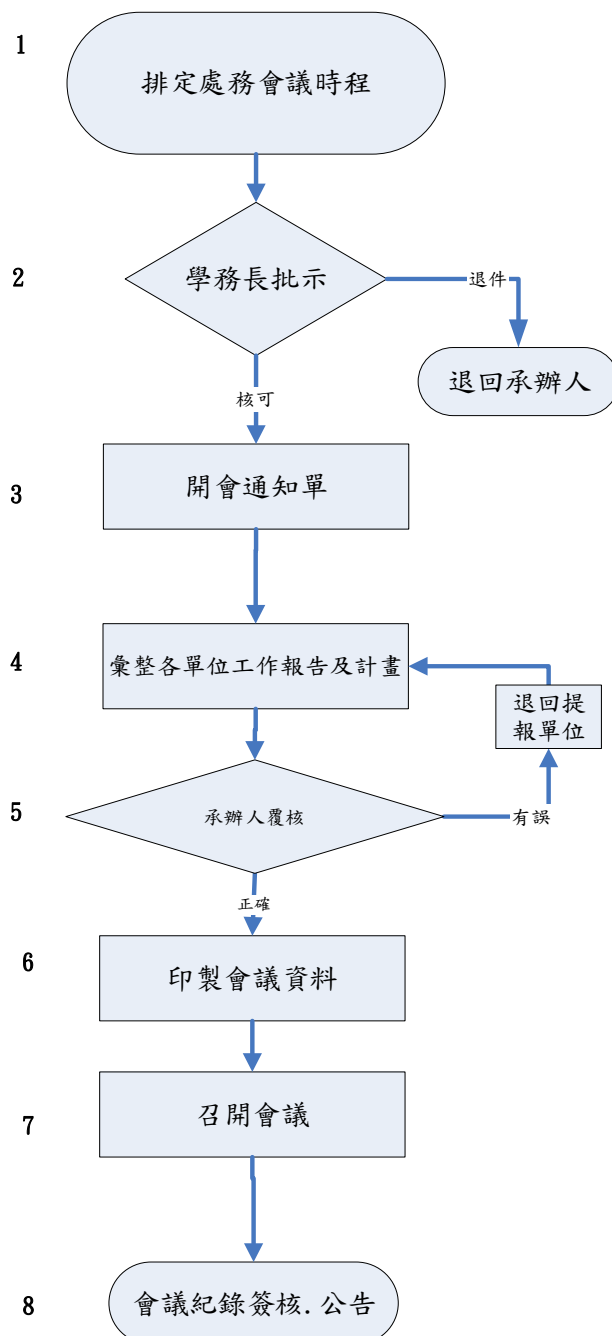 1
排定處務會議時程
2
學務長批示
退件
退回承辦人
核可
3
開會通知單
4
彙整各單位工作報告及計畫
退回提
報單位
5
承辦人覆核
有誤
正確
6
印製會議資料
7
召開會議
8
會議紀錄簽核.公告